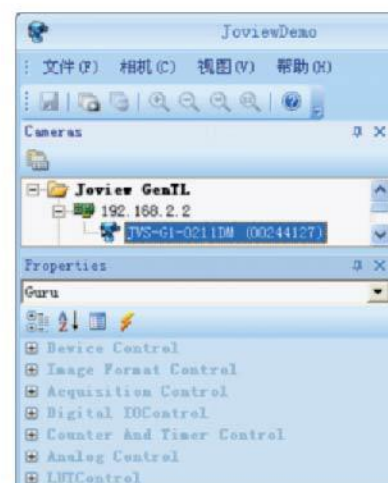 JoviewDemo
文件(F) 相机(C) 视图(V) 帮助(H)
Cameras
Joview GenTL
192.168.2.2
JVS-G1-0211DM (00244127)
Properties
Guru
Device Control
Image Format Control
Acquisition Control
Digital IOControl
Counter And Timer Control
Analog Control
LUTControl